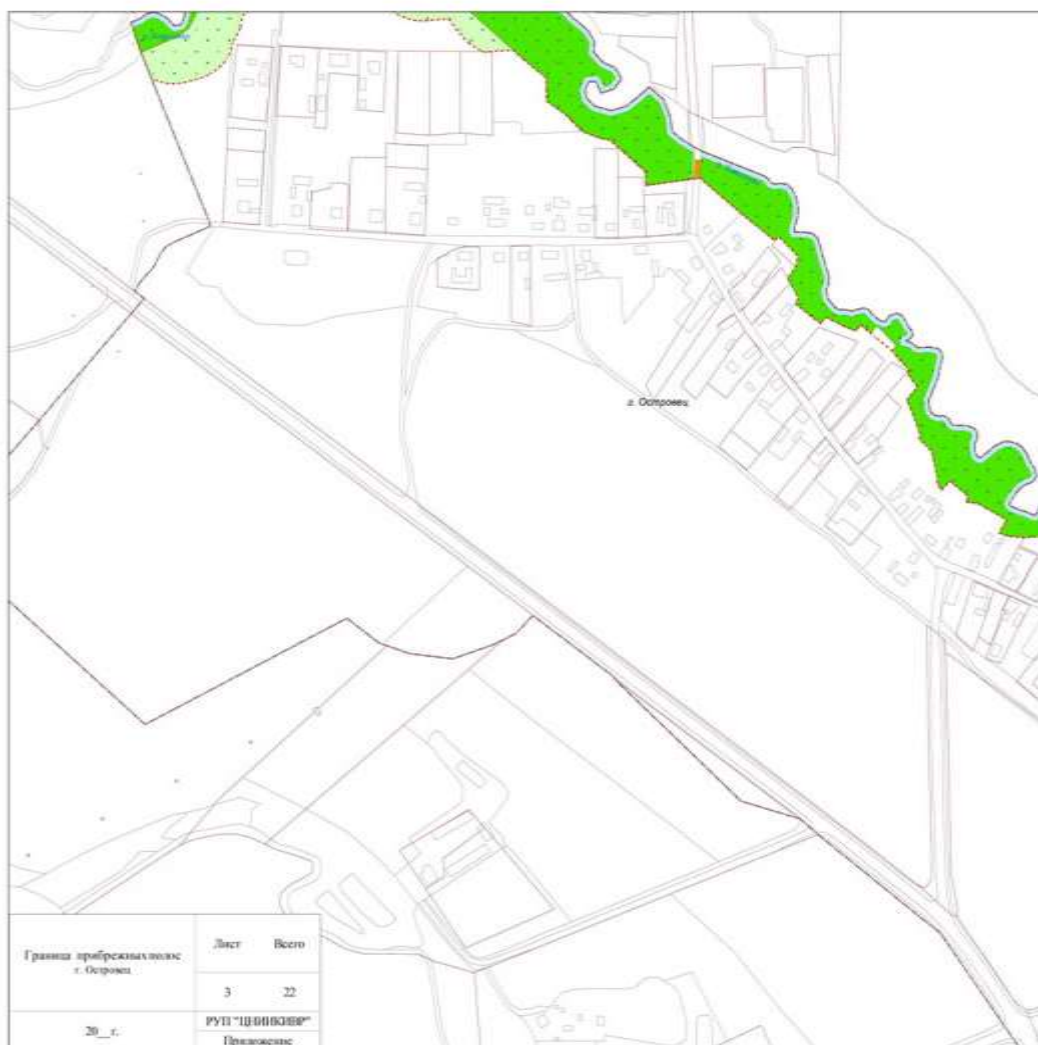 г. Островец
Граница прибрежных полос
г. Островец
Лист Всего
3 22
20__г.
РУП "ЦНИИКИВР"
Приложение